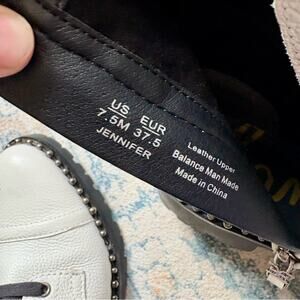 US EUR
7.5M 37.5
JENNIFER
Leather Upper
Balance Man Made
Made in China